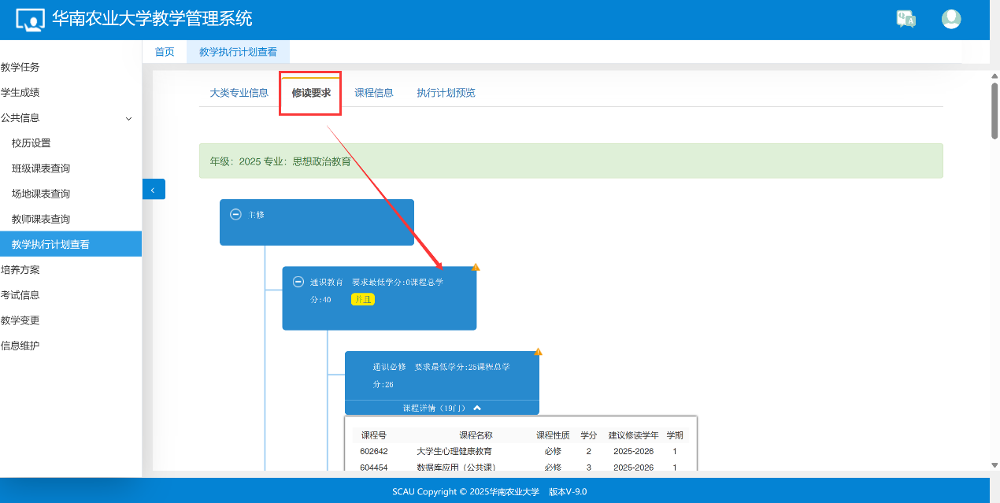 华南农业大学教学管理系统
首页 教学执行计划查看
教学任务
学生成绩
公共信息
校历设置
班级课表查询
场地课表查询
教师课表查询
教学执行计划查看
培养方案
考试信息
教学变更
信息维护
大类专业信息 修读要求 课程信息 执行计划预览
年级：2025 专业：思想政治教育
主修
通识教育 要求最低学分:0课程总学
分:40 并且
通识必修 要求最低学分:25课程总学
分:26
课程详情（19门）
课程号 课程名称 课程性质 学分 建议修读学年 学期
602642 大学生心理健康教育 必修 2 2025-2026 1
604454 数据库应用（公共课） 必修 3 2025-2026 1
SCAU Copyright © 2025华南农业大学 版本V-9.0